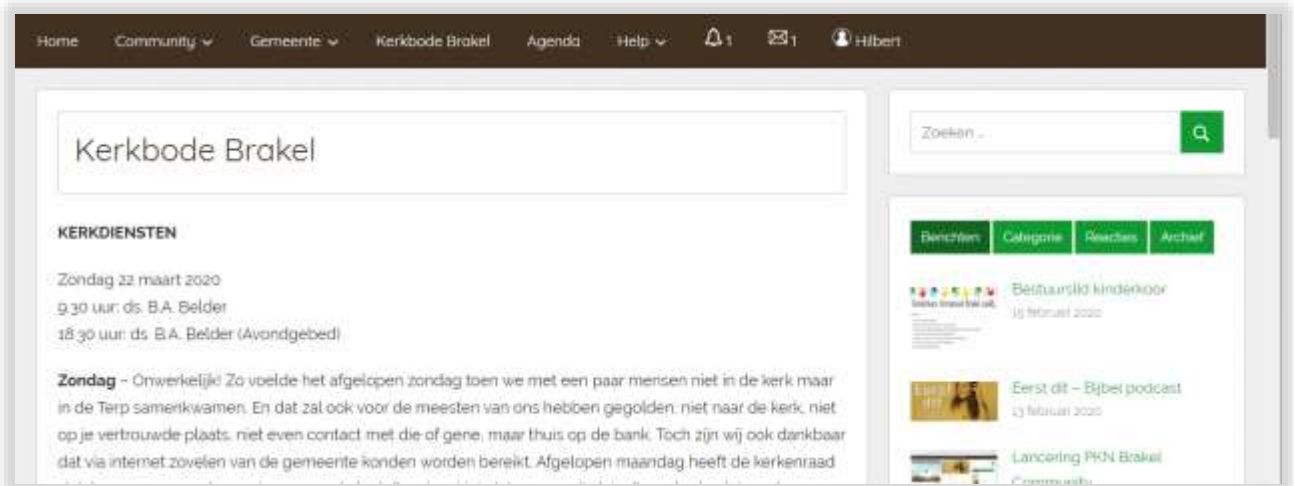 Home Community Gemeente Kerkbode Brakel Agenda Help 1 1 Hilbert
Kerkbode Brakel
KERKDIENSTEN
Zondag 22 maart 2020
9.30 uur: ds. B.A. Belder
18.30 uur: ds. B.A. Belder (Avondgebed)
Zondag – Onwerkelijk! Zo voelde het afgelopen zondag toen we met een paar mensen niet in de kerk maar
in de Terp samenkwamen. En dat zal ook voor de meesten van ons hebben gegolden: niet naar de kerk, niet
op je vertrouwde plaats, niet even contact met die of gene, maar thuis op de bank. Toch zijn wij ook dankbaar
dat via internet zovelen van de gemeente konden worden bereikt. Afgelopen maandag heeft de kerkenraad
Zoeken …
Berichten Categorie Reacties Archief
Bestuurslid kinderkoor
15 februari 2020
Eerst dit – Bijbel podcast
13 februari 2020
Lancering PKN Brakel
Community